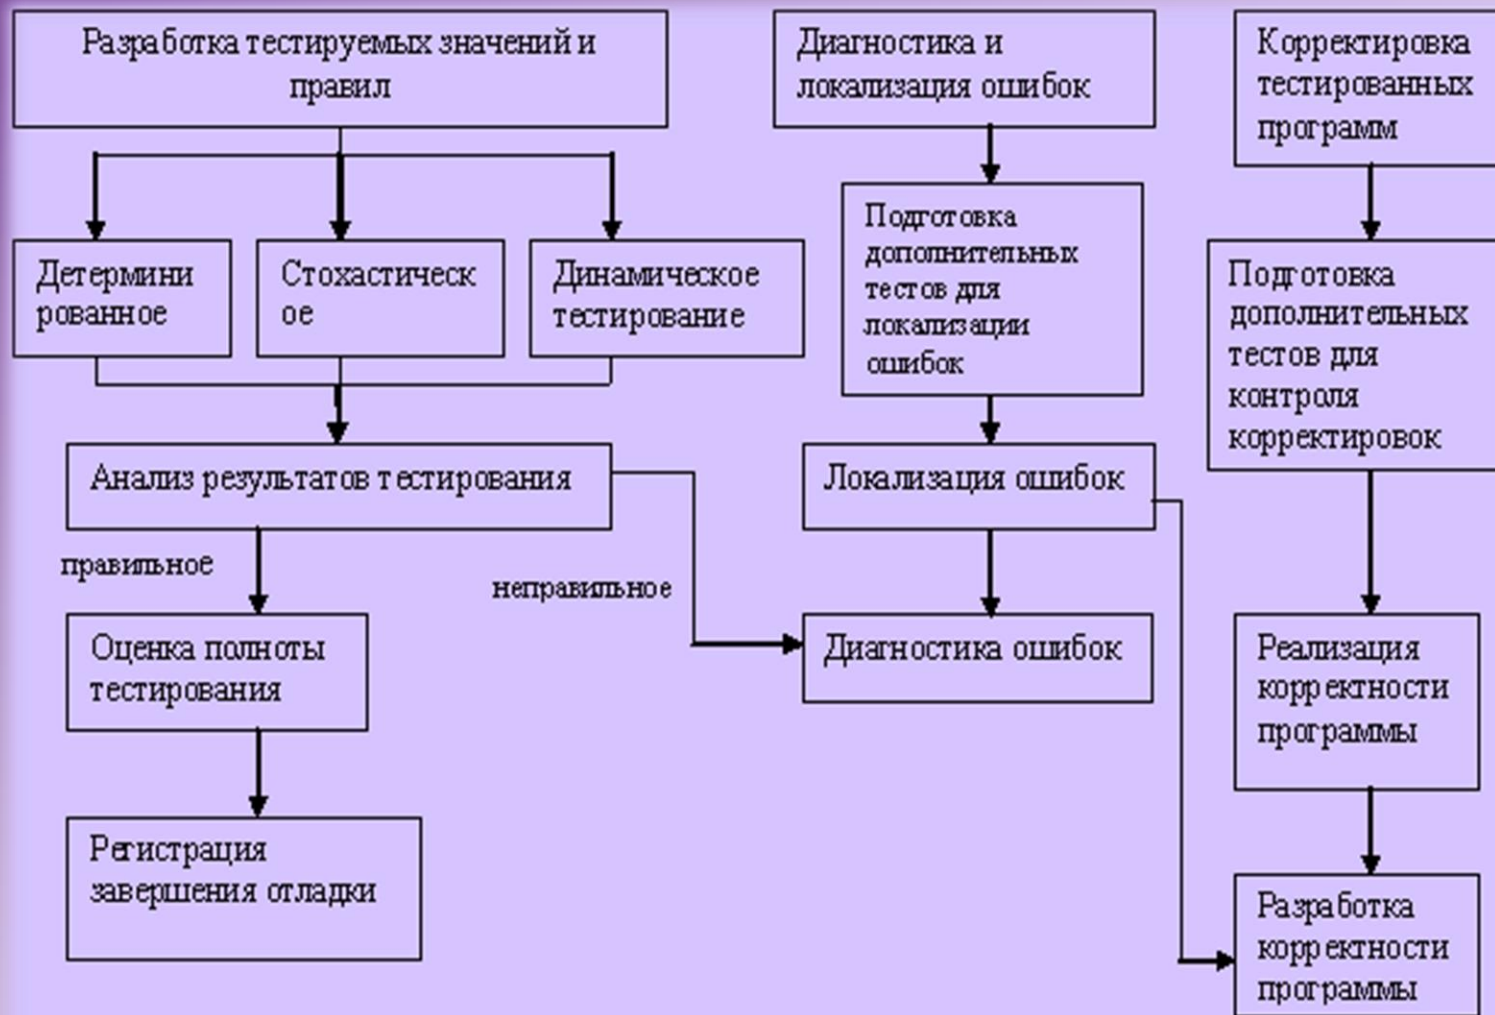 Разработка тестируемых значений и
правил
Детермини
рованное
Стохастическ
ое
Динамическое
тестирование
Анализ результатов тестирования
правильное
неправильное
Оценка полноты
тестирования
Регистрация
завершения отладки
Диагностика и
локализация ошибок
Подготовка
дополнительных
тестов для
локализации
ошибок
Локализация ошибок
Диагностика ошибок
Корректировка
тестированных
программ
Подготовка
дополнительных
тестов для
контроля
корректировок
Реализация
корректности
программы
Разработка
корректности
программы